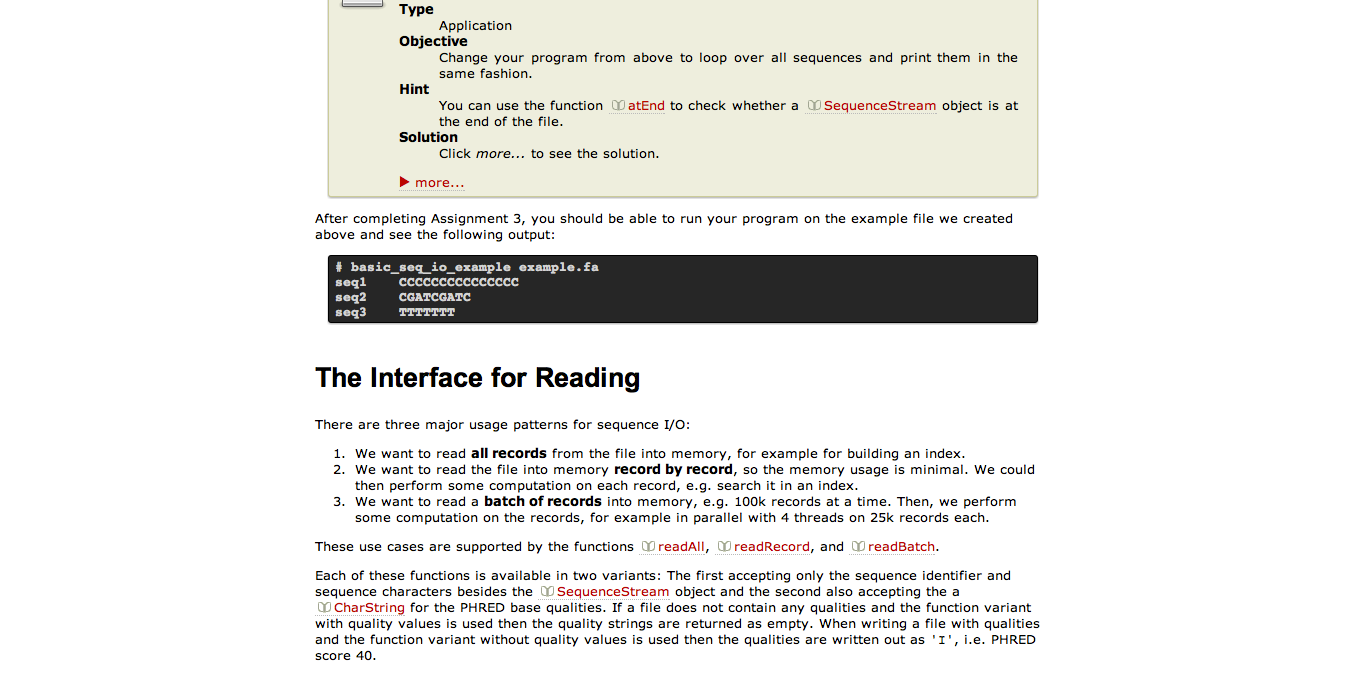 Type
Application
Objective
Change your program from above to loop over all sequences and print them in the
same fashion.
Hint
You can use the function atEnd to check whether a SequenceStream object is at
the end of the file.
Solution
Click more... to see the solution.
more...
After completing Assignment 3, you should be able to run your program on the example file we created
above and see the following output:
# basic_seq_io_example example.fa
seq1 CCCCCCCCCCCCCCC
seq2 CGATCGATC
seq3 TTTTTTT
The Interface for Reading
There are three major usage patterns for sequence I/O:
1. We want to read all records from the file into memory, for example for building an index.
2. We want to read the file into memory record by record, so the memory usage is minimal. We could
then perform some computation on each record, e.g. search it in an index.
3. We want to read a batch of records into memory, e.g. 100k records at a time. Then, we perform
some computation on the records, for example in parallel with 4 threads on 25k records each.
These use cases are supported by the functions readAll, readRecord, and readBatch.
Each of these functions is available in two variants: The first accepting only the sequence identifier and
sequence characters besides the SequenceStream object and the second also accepting the a
CharString for the PHRED base qualities. If a file does not contain any qualities and the function variant
with quality values is used then the quality strings are returned as empty. When writing a file with qualities
and the function variant without quality values is used then the qualities are written out as 'I', i.e. PHRED
score 40.